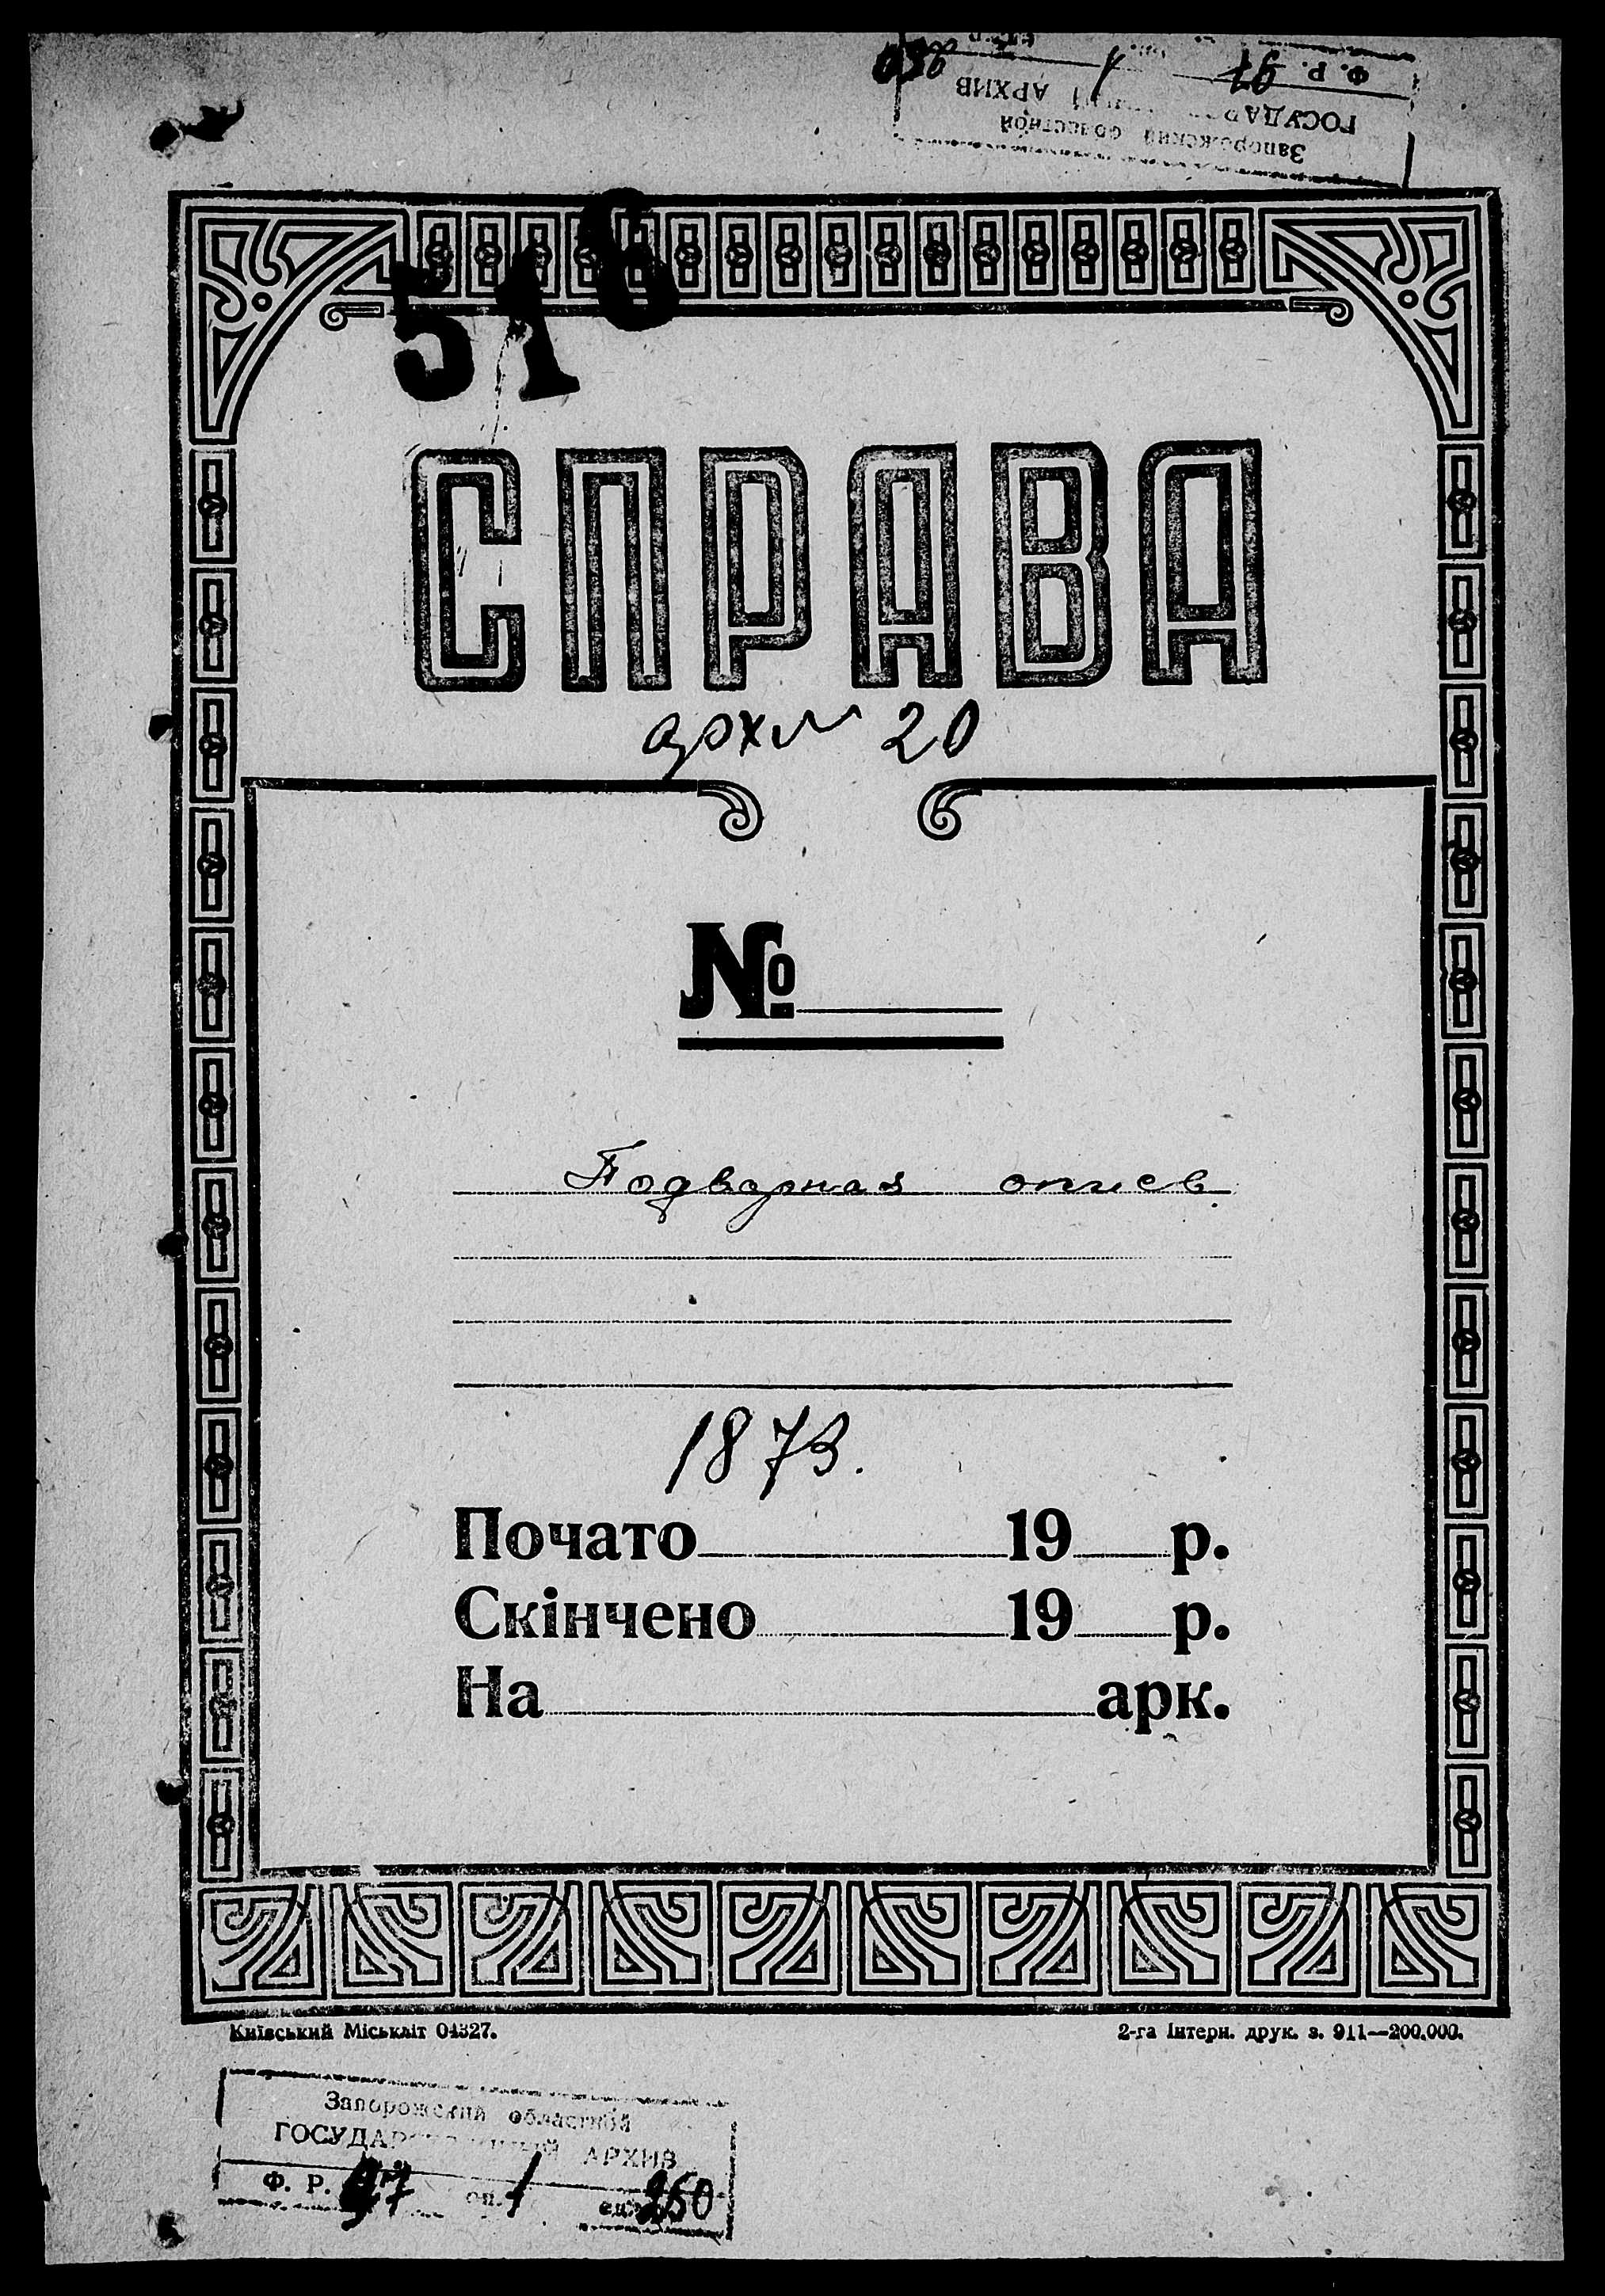 Запорожский областной
ГОСУДАР АРХИВ
Ф. Р. 97 1
516
СПРАВА
арх № 20
№
Подворная опись
1873.
Почато 19 р.
Скінчено 19 р.
На арк.
Київський Міськліт 04327.
2-га Інтерн. друк. з. 911—200.000.
Запорожский областной
ГОСУДАРСТВЕННЫЙ АРХИВ
Ф. Р. 97 оп. 1